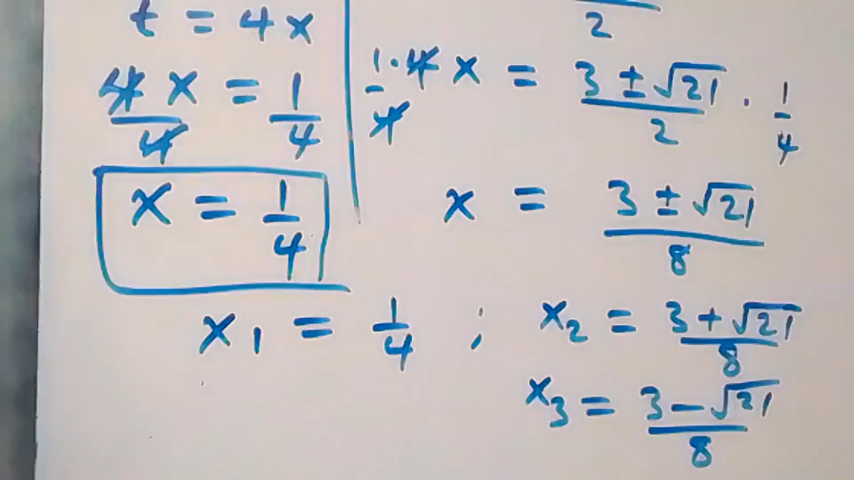 t = 4x
4x/4 = 1/4
x = 1/4
2
1/4 · 4x = (3 ± √21)/2 · 1/4
x = (3 ± √21)/8
x₁ = 1/4 ; x₂ = (3 + √21)/8
x₃ = (3 − √21)/8